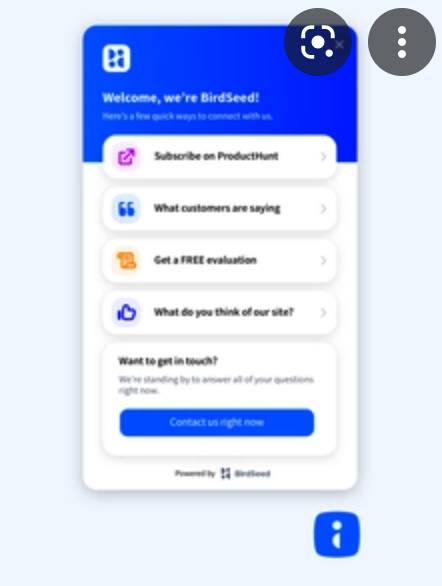 Welcome, we're BirdSeed!
Here's a few quick ways to connect with us.
Subscribe on ProductHunt
What customers are saying
Get a FREE evaluation
What do you think of our site?
Want to get in touch?
We're standing by to answer all of your questions
right now.
Contact us right now
Powered by BirdSeed